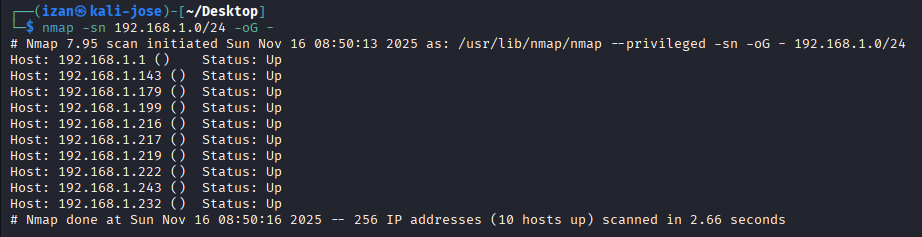 ┌──(izan㉿kali-jose)-[~/Desktop]
└─$ nmap -sn 192.168.1.0/24 -oG -
# Nmap 7.95 scan initiated Sun Nov 16 08:50:13 2025 as: /usr/lib/nmap/nmap --privileged -sn -oG - 192.168.1.0/24
Host: 192.168.1.1 ()	Status: Up
Host: 192.168.1.143 ()	Status: Up
Host: 192.168.1.179 ()	Status: Up
Host: 192.168.1.199 ()	Status: Up
Host: 192.168.1.216 ()	Status: Up
Host: 192.168.1.217 ()	Status: Up
Host: 192.168.1.219 ()	Status: Up
Host: 192.168.1.222 ()	Status: Up
Host: 192.168.1.243 ()	Status: Up
Host: 192.168.1.232 ()	Status: Up
# Nmap done at Sun Nov 16 08:50:16 2025 -- 256 IP addresses (10 hosts up) scanned in 2.66 seconds